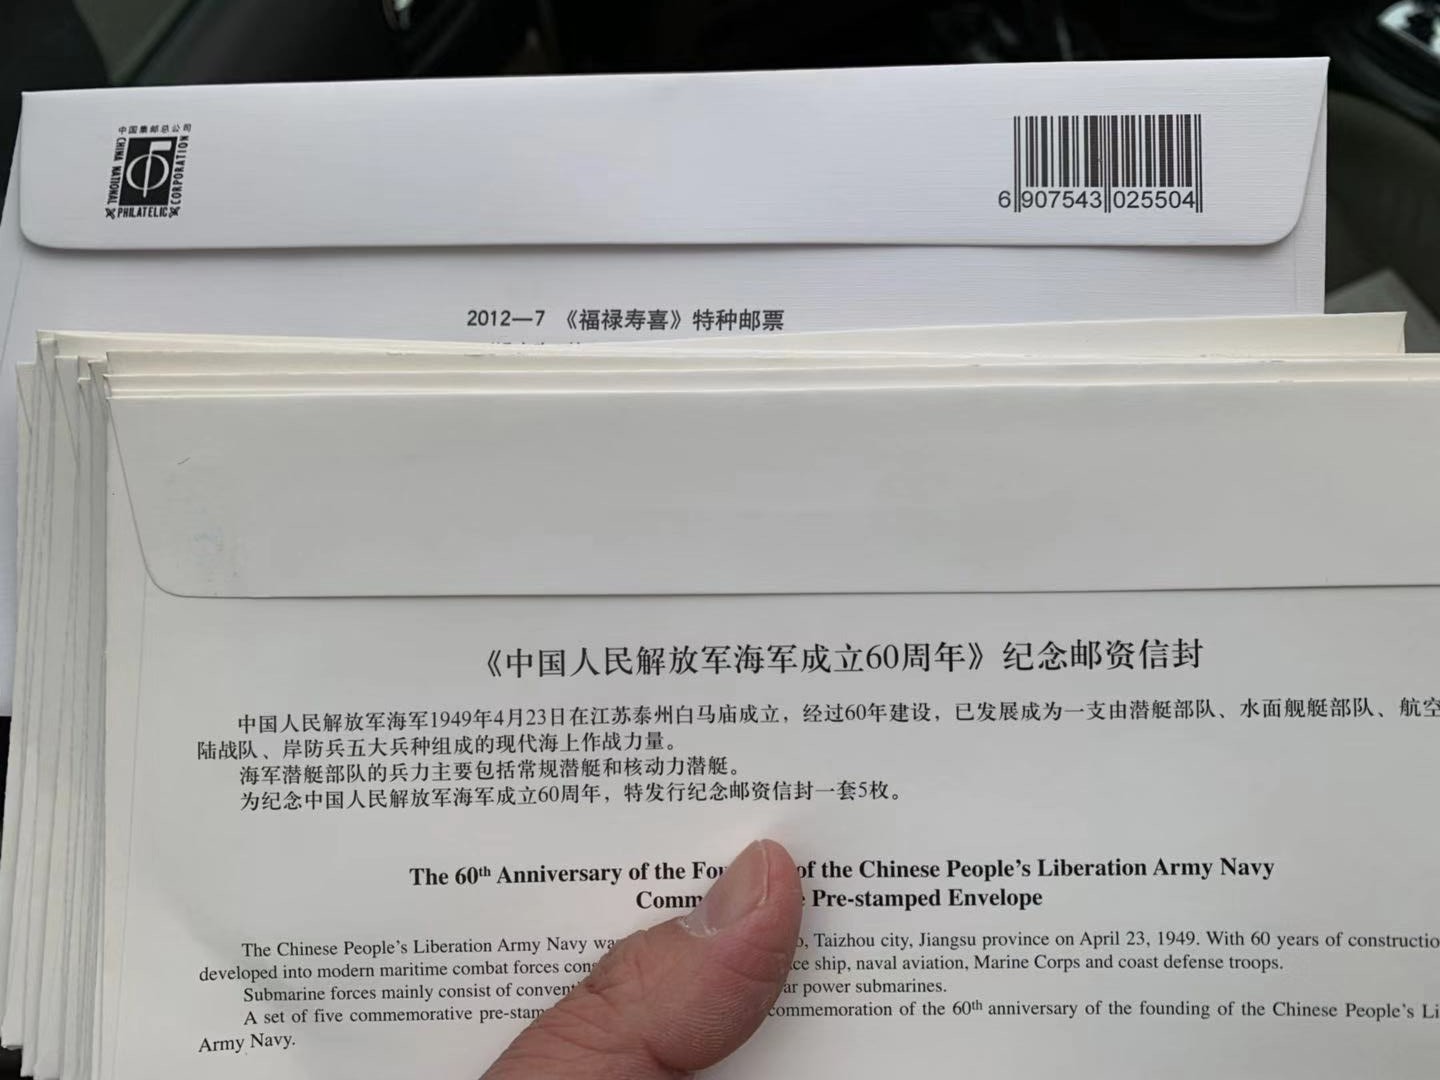 中国集邮总公司
CHINA NATIONAL
PHILATELIC
CORPORATION
6 907543 025504
2012—7 《福禄寿喜》特种邮票
《中国人民解放军海军成立60周年》纪念邮资信封
中国人民解放军海军1949年4月23日在江苏泰州白马庙成立，经过60年建设，已发展成为一支由潜艇部队、水面舰艇部队、航空
陆战队、岸防兵五大兵种组成的现代海上作战力量。
海军潜艇部队的兵力主要包括常规潜艇和核动力潜艇。
为纪念中国人民解放军海军成立60周年，特发行纪念邮资信封一套5枚。
The 60th Anniversary of the of the Chinese People's Liberation Army Navy
Pre-stamped Envelope
The Chinese People's Liberation Army Navy Taizhou city, Jiangsu province on April 23, 1949. With 60 years of
developed into modern maritime combat forces ship, naval aviation, Marine Corps and coast defense troops.
Submarine forces mainly consist of power submarines.
A set of five commemorative commemoration of the 60th anniversary of the founding of the Chinese People's
Army Navy.